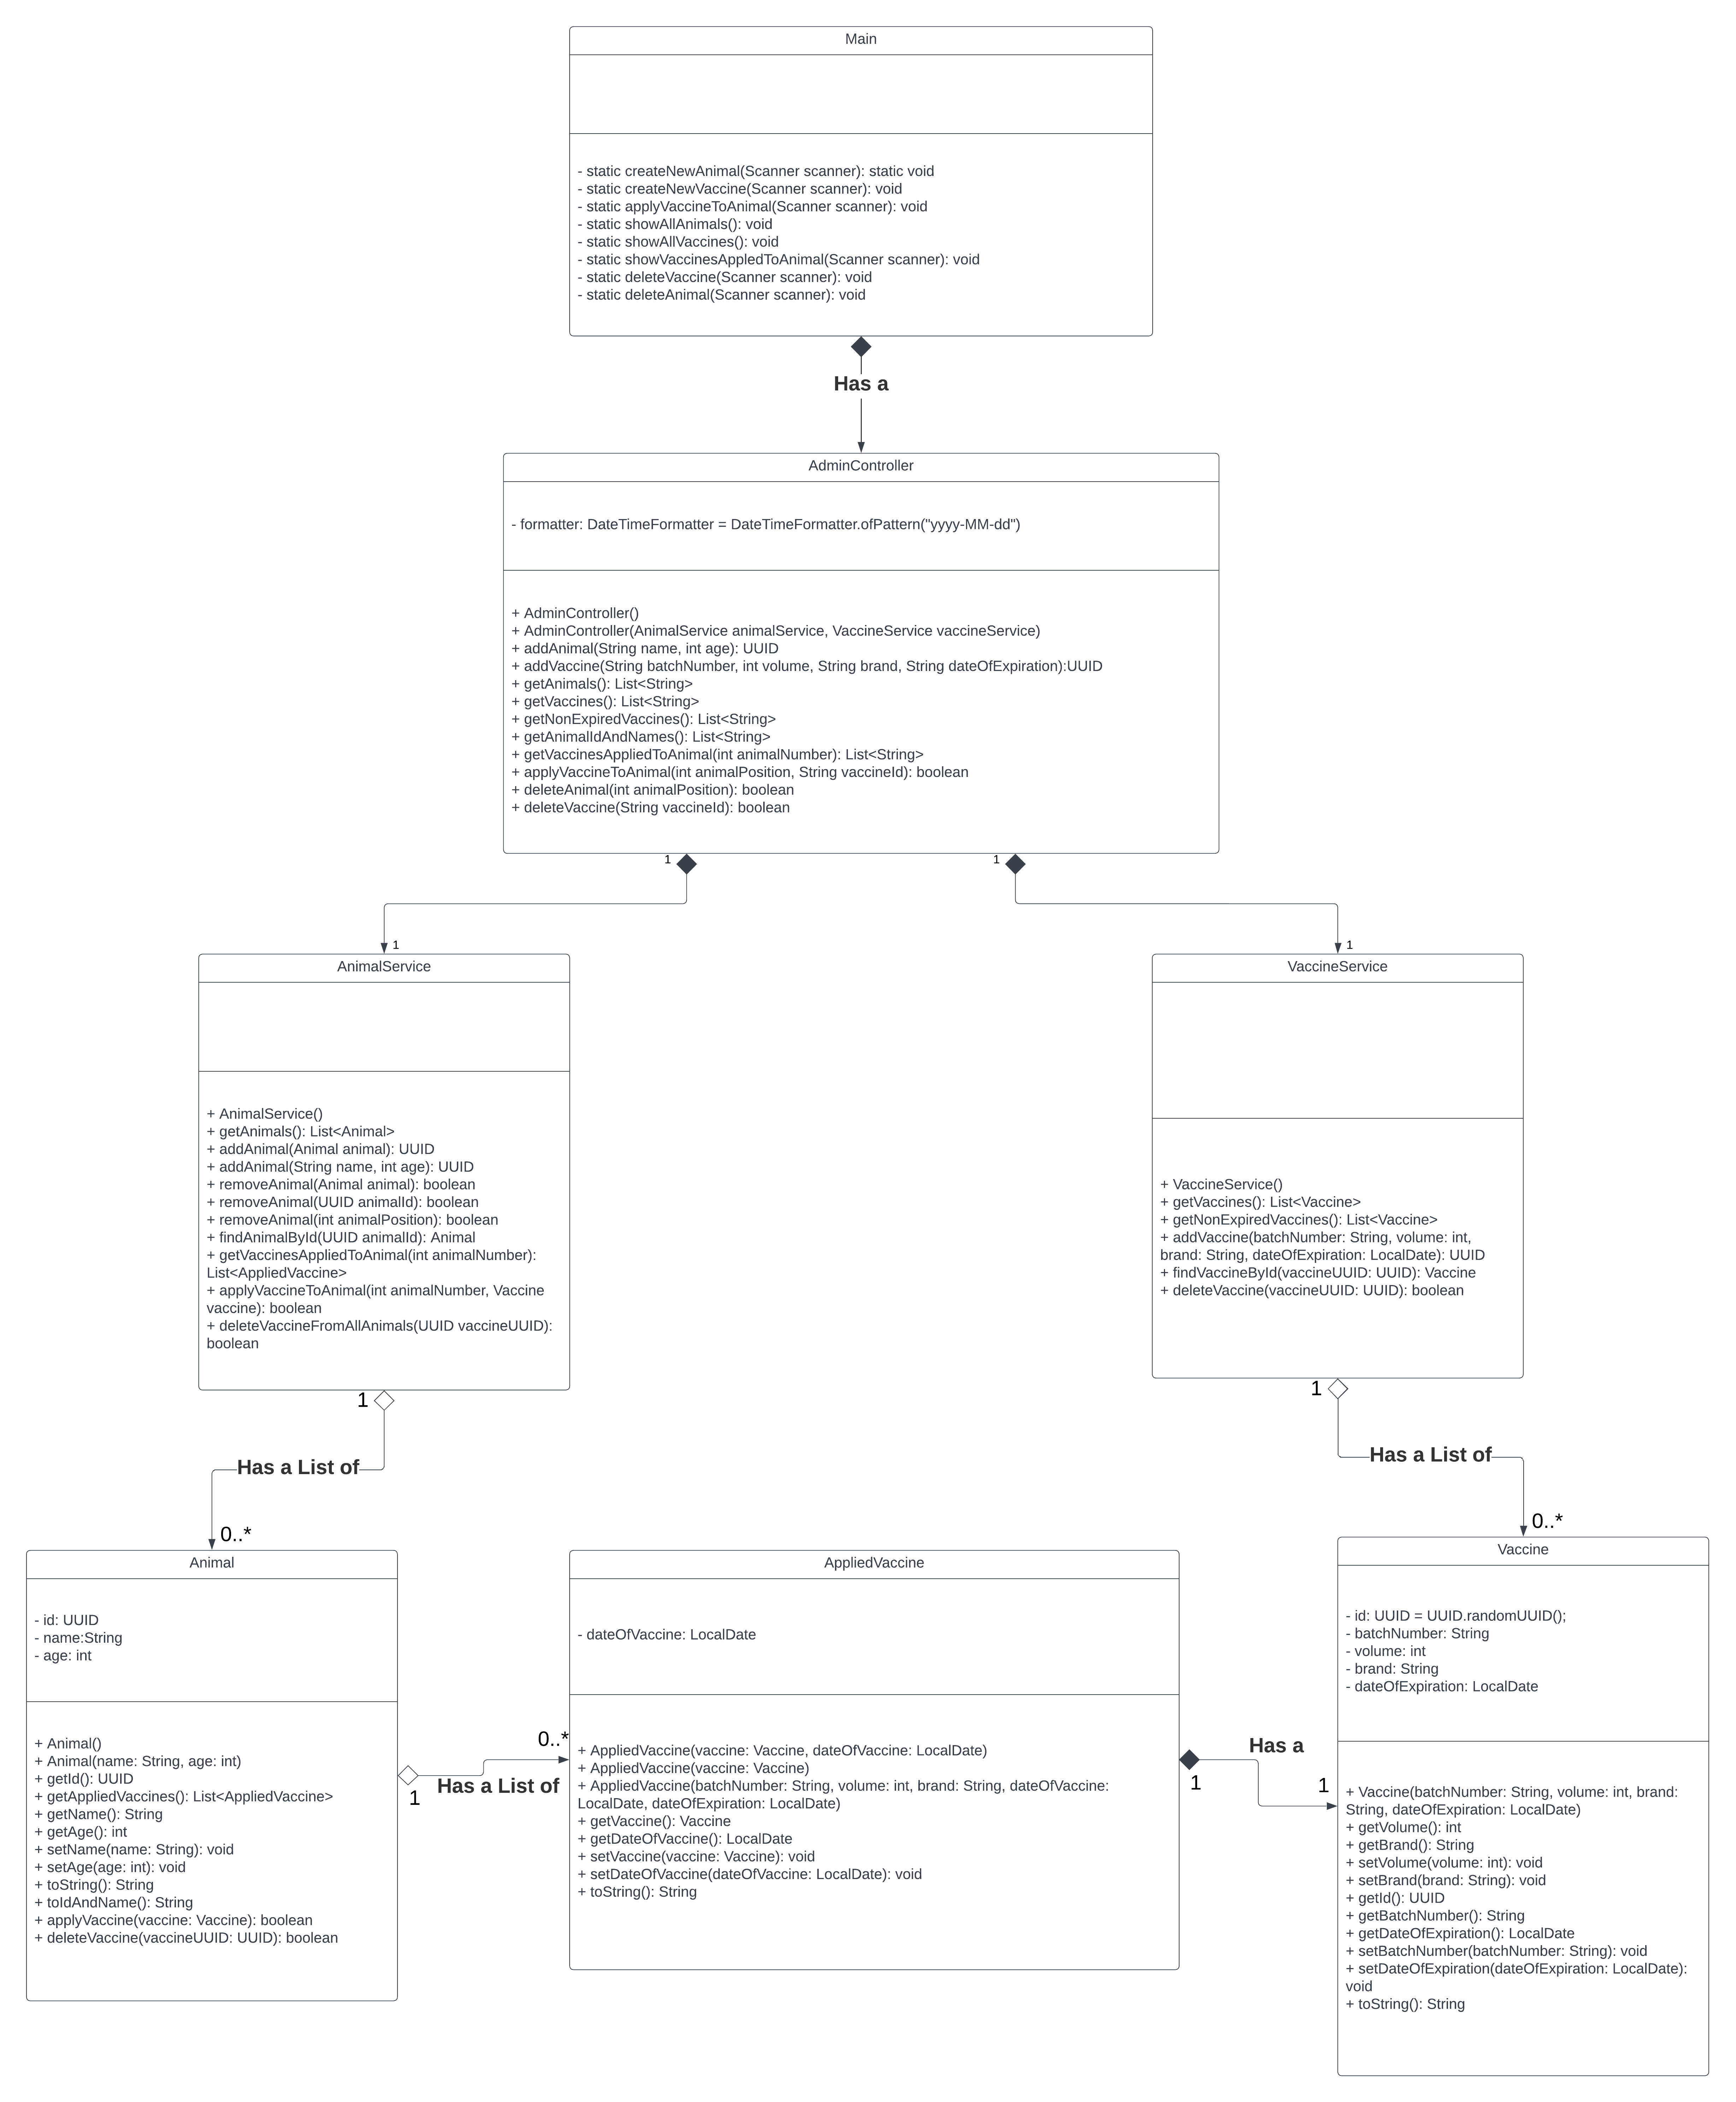 Main
- static createNewAnimal(Scanner scanner): static void
- static createNewVaccine(Scanner scanner): void
- static applyVaccineToAnimal(Scanner scanner): void
- static showAllAnimals(): void
- static showAllVaccines(): void
- static showVaccinesAppledToAnimal(Scanner scanner): void
- static deleteVaccine(Scanner scanner): void
- static deleteAnimal(Scanner scanner): void
Has a
AdminController
- formatter: DateTimeFormatter = DateTimeFormatter.ofPattern("yyyy-MM-dd")
+ AdminController()
+ AdminController(AnimalService animalService, VaccineService vaccineService)
+ addAnimal(String name, int age): UUID
+ addVaccine(String batchNumber, int volume, String brand, String dateOfExpiration):UUID
+ getAnimals(): List<String>
+ getVaccines(): List<String>
+ getNonExpiredVaccines(): List<String>
+ getAnimalIdAndNames(): List<String>
+ getVaccinesAppliedToAnimal(int animalNumber): List<String>
+ applyVaccineToAnimal(int animalPosition, String vaccineId): boolean
+ deleteAnimal(int animalPosition): boolean
+ deleteVaccine(String vaccineId): boolean
1
1
1
1
AnimalService
+ AnimalService()
+ getAnimals(): List<Animal>
+ addAnimal(Animal animal): UUID
+ addAnimal(String name, int age): UUID
+ removeAnimal(Animal animal): boolean
+ removeAnimal(UUID animalId): boolean
+ removeAnimal(int animalPosition): boolean
+ findAnimalById(UUID animalId): Animal
+ getVaccinesAppliedToAnimal(int animalNumber):
List<AppliedVaccine>
+ applyVaccineToAnimal(int animalNumber, Vaccine
vaccine): boolean
+ deleteVaccineFromAllAnimals(UUID vaccineUUID):
boolean
VaccineService
+ VaccineService()
+ getVaccines(): List<Vaccine>
+ getNonExpiredVaccines(): List<Vaccine>
+ addVaccine(batchNumber: String, volume: int,
brand: String, dateOfExpiration: LocalDate): UUID
+ findVaccineById(vaccineUUID: UUID): Vaccine
+ deleteVaccine(vaccineUUID: UUID): boolean
1
Has a List of
0..*
1
Has a List of
0..*
Animal
- id: UUID
- name:String
- age: int
+ Animal()
+ Animal(name: String, age: int)
+ getId(): UUID
+ getAppliedVaccines(): List<AppliedVaccine>
+ getName(): String
+ getAge(): int
+ setName(name: String): void
+ setAge(age: int): void
+ toString(): String
+ toIdAndName(): String
+ applyVaccine(vaccine: Vaccine): boolean
+ deleteVaccine(vaccineUUID: UUID): boolean
0..*
Has a List of
1
AppliedVaccine
- dateOfVaccine: LocalDate
+ AppliedVaccine(vaccine: Vaccine, dateOfVaccine: LocalDate)
+ AppliedVaccine(vaccine: Vaccine)
+ AppliedVaccine(batchNumber: String, volume: int, brand: String, dateOfVaccine:
LocalDate, dateOfExpiration: LocalDate)
+ getVaccine(): Vaccine
+ getDateOfVaccine(): LocalDate
+ setVaccine(vaccine: Vaccine): void
+ setDateOfVaccine(dateOfVaccine: LocalDate): void
+ toString(): String
Has a
1
1
Vaccine
- id: UUID = UUID.randomUUID();
- batchNumber: String
- volume: int
- brand: String
- dateOfExpiration: LocalDate
+ Vaccine(batchNumber: String, volume: int, brand:
String, dateOfExpiration: LocalDate)
+ getVolume(): int
+ getBrand(): String
+ setVolume(volume: int): void
+ setBrand(brand: String): void
+ getId(): UUID
+ getBatchNumber(): String
+ getDateOfExpiration(): LocalDate
+ setBatchNumber(batchNumber: String): void
+ setDateOfExpiration(dateOfExpiration: LocalDate):
void
+ toString(): String